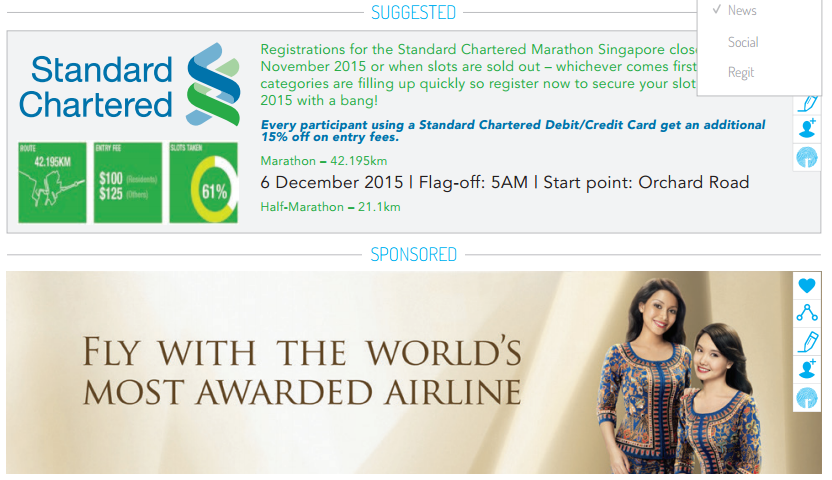 SUGGESTED
News
Social
Regit
Standard
Chartered
Registrations for the Standard Chartered Marathon Singapore close
November 2015 or when slots are sold out – whichever comes first
categories are filling up quickly so register now to secure your slot
2015 with a bang!
Every participant using a Standard Chartered Debit/Credit Card get an additional
15% off on entry fees.
ROUTE
42.195KM
ENTRY FEE
$100 (Residents)
$125 (Others)
SLOTS TAKEN
61%
Marathon – 42.195km
6 December 2015 | Flag-off: 5AM | Start point: Orchard Road
Half-Marathon – 21.1km
SPONSORED
FLY WITH THE WORLD'S
MOST AWARDED AIRLINE